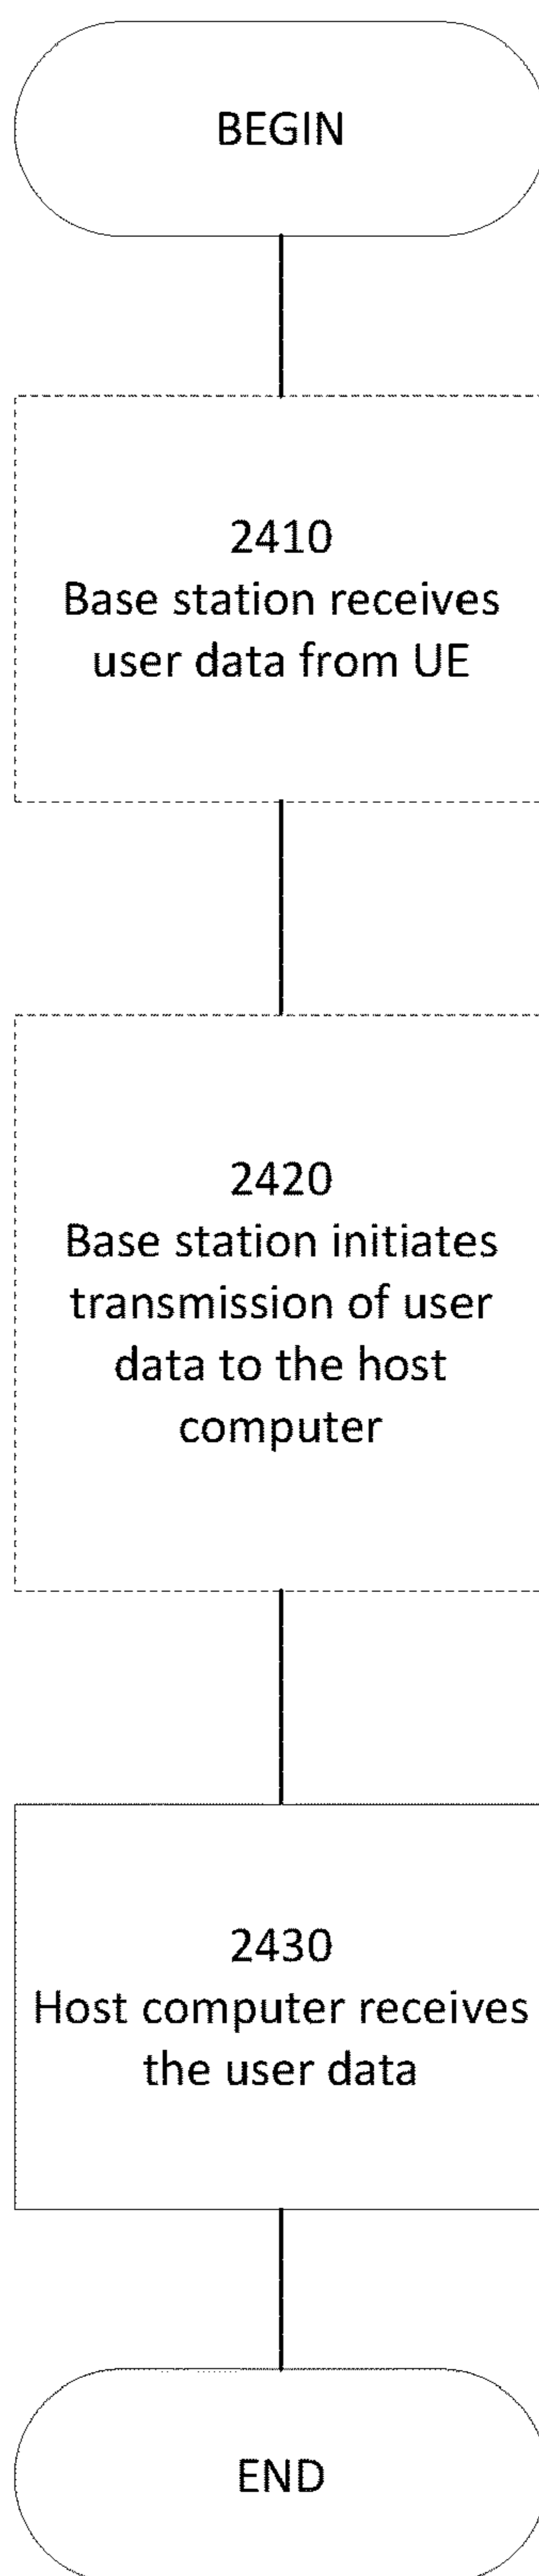 BEGIN
2410
Base station receives
user data from UE
2420
Base station initiates
transmission of user
data to the host
computer
2430
Host computer receives
the user data
END